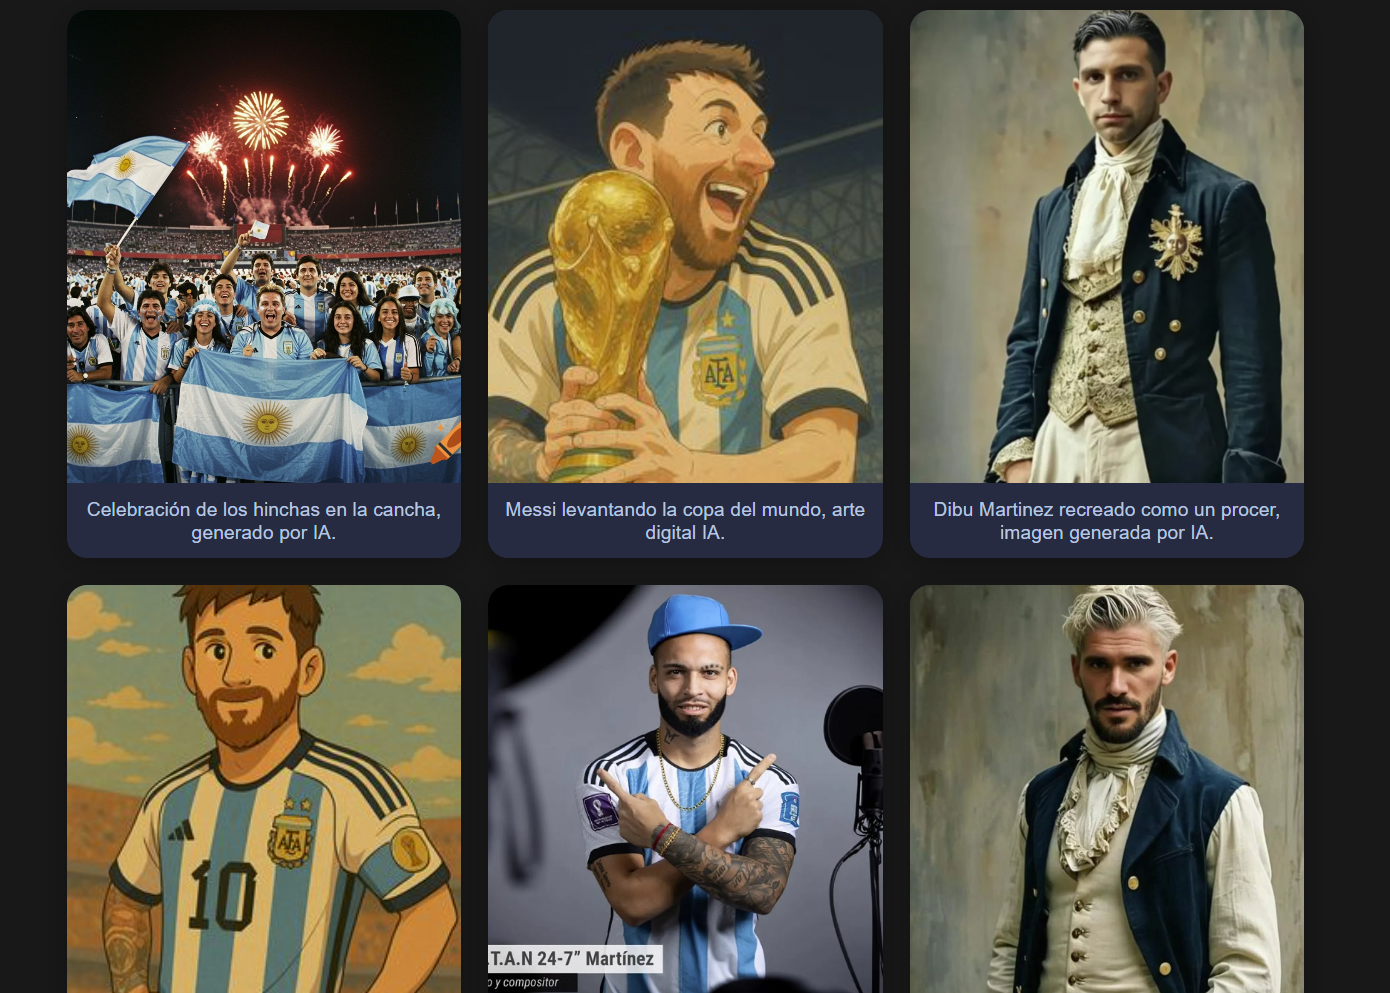 Celebración de los hinchas en la cancha,
generado por IA.
AFA
Messi levantando la copa del mundo, arte
digital IA.
Dibu Martinez recreado como un procer,
imagen generada por IA.
AFA
10
.T.A.N 24-7” Martínez
o y compositor